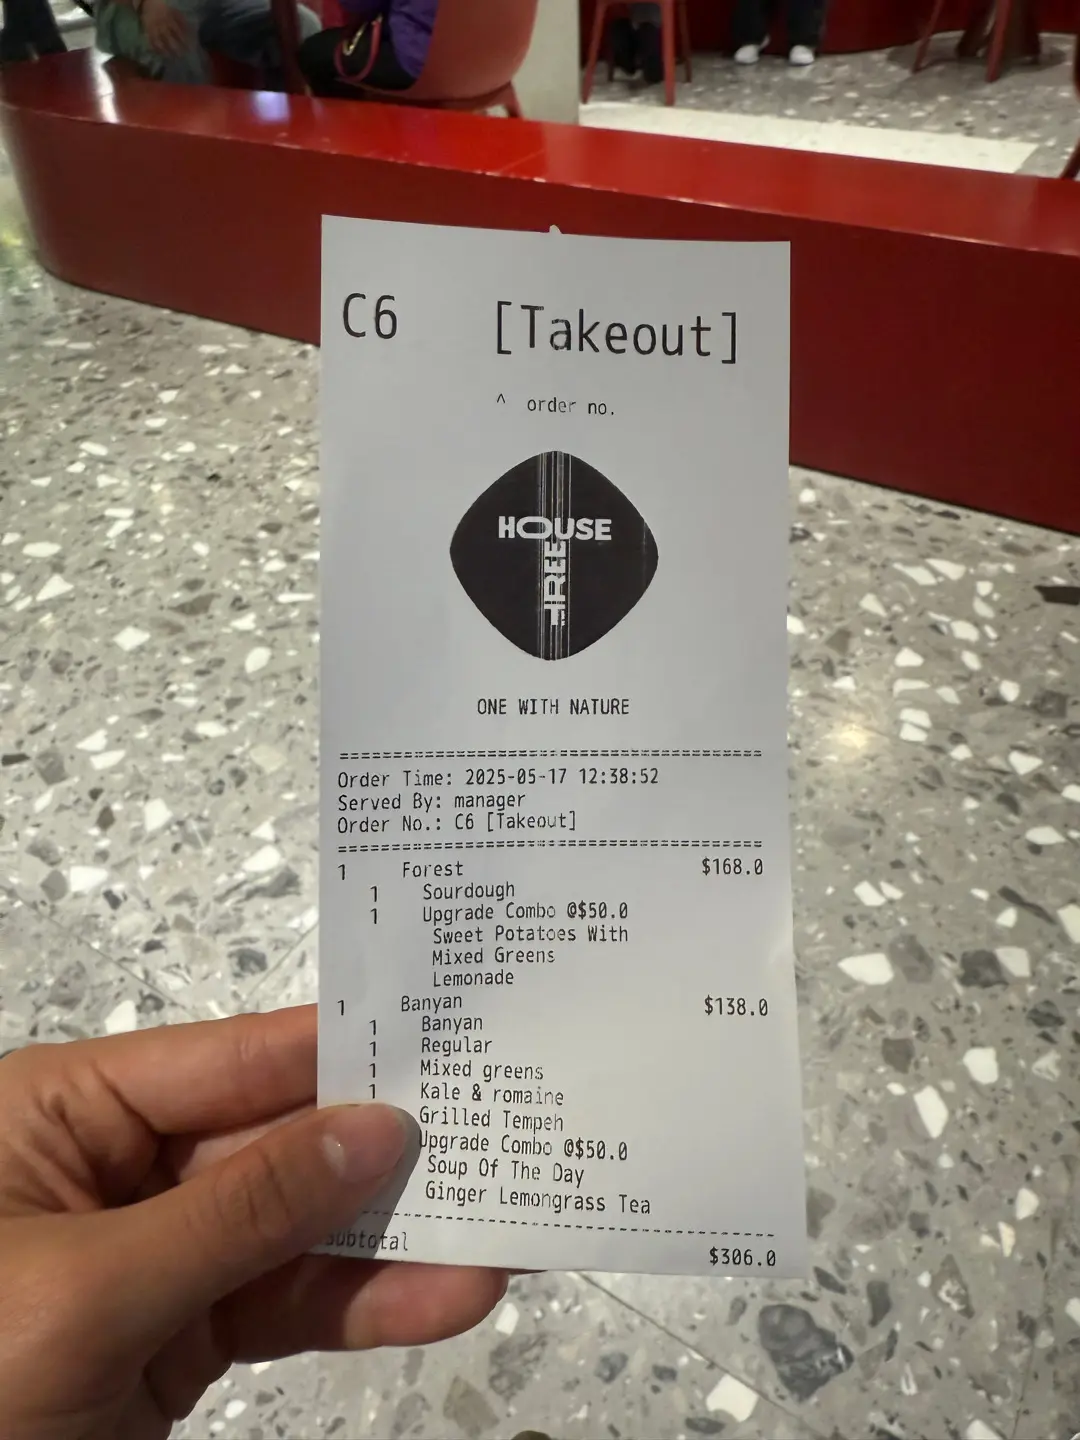 C6 [Takeout]
^ order no.
HOUSE
TREE
ONE WITH NATURE
========================================
Order Time: 2025-05-17 12:38:52
Served By: manager
Order No.: C6 [Takeout]
========================================
1 Forest $168.0
1 Sourdough
1 Upgrade Combo @$50.0
Sweet Potatoes With
Mixed Greens
Lemonade
1 Banyan $138.0
1 Banyan
1 Regular
1 Mixed greens
1 Kale & romaine
Grilled Tempeh
Upgrade Combo @$50.0
Soup Of The Day
Ginger Lemongrass Tea
----------------------------------------
Subtotal $306.0